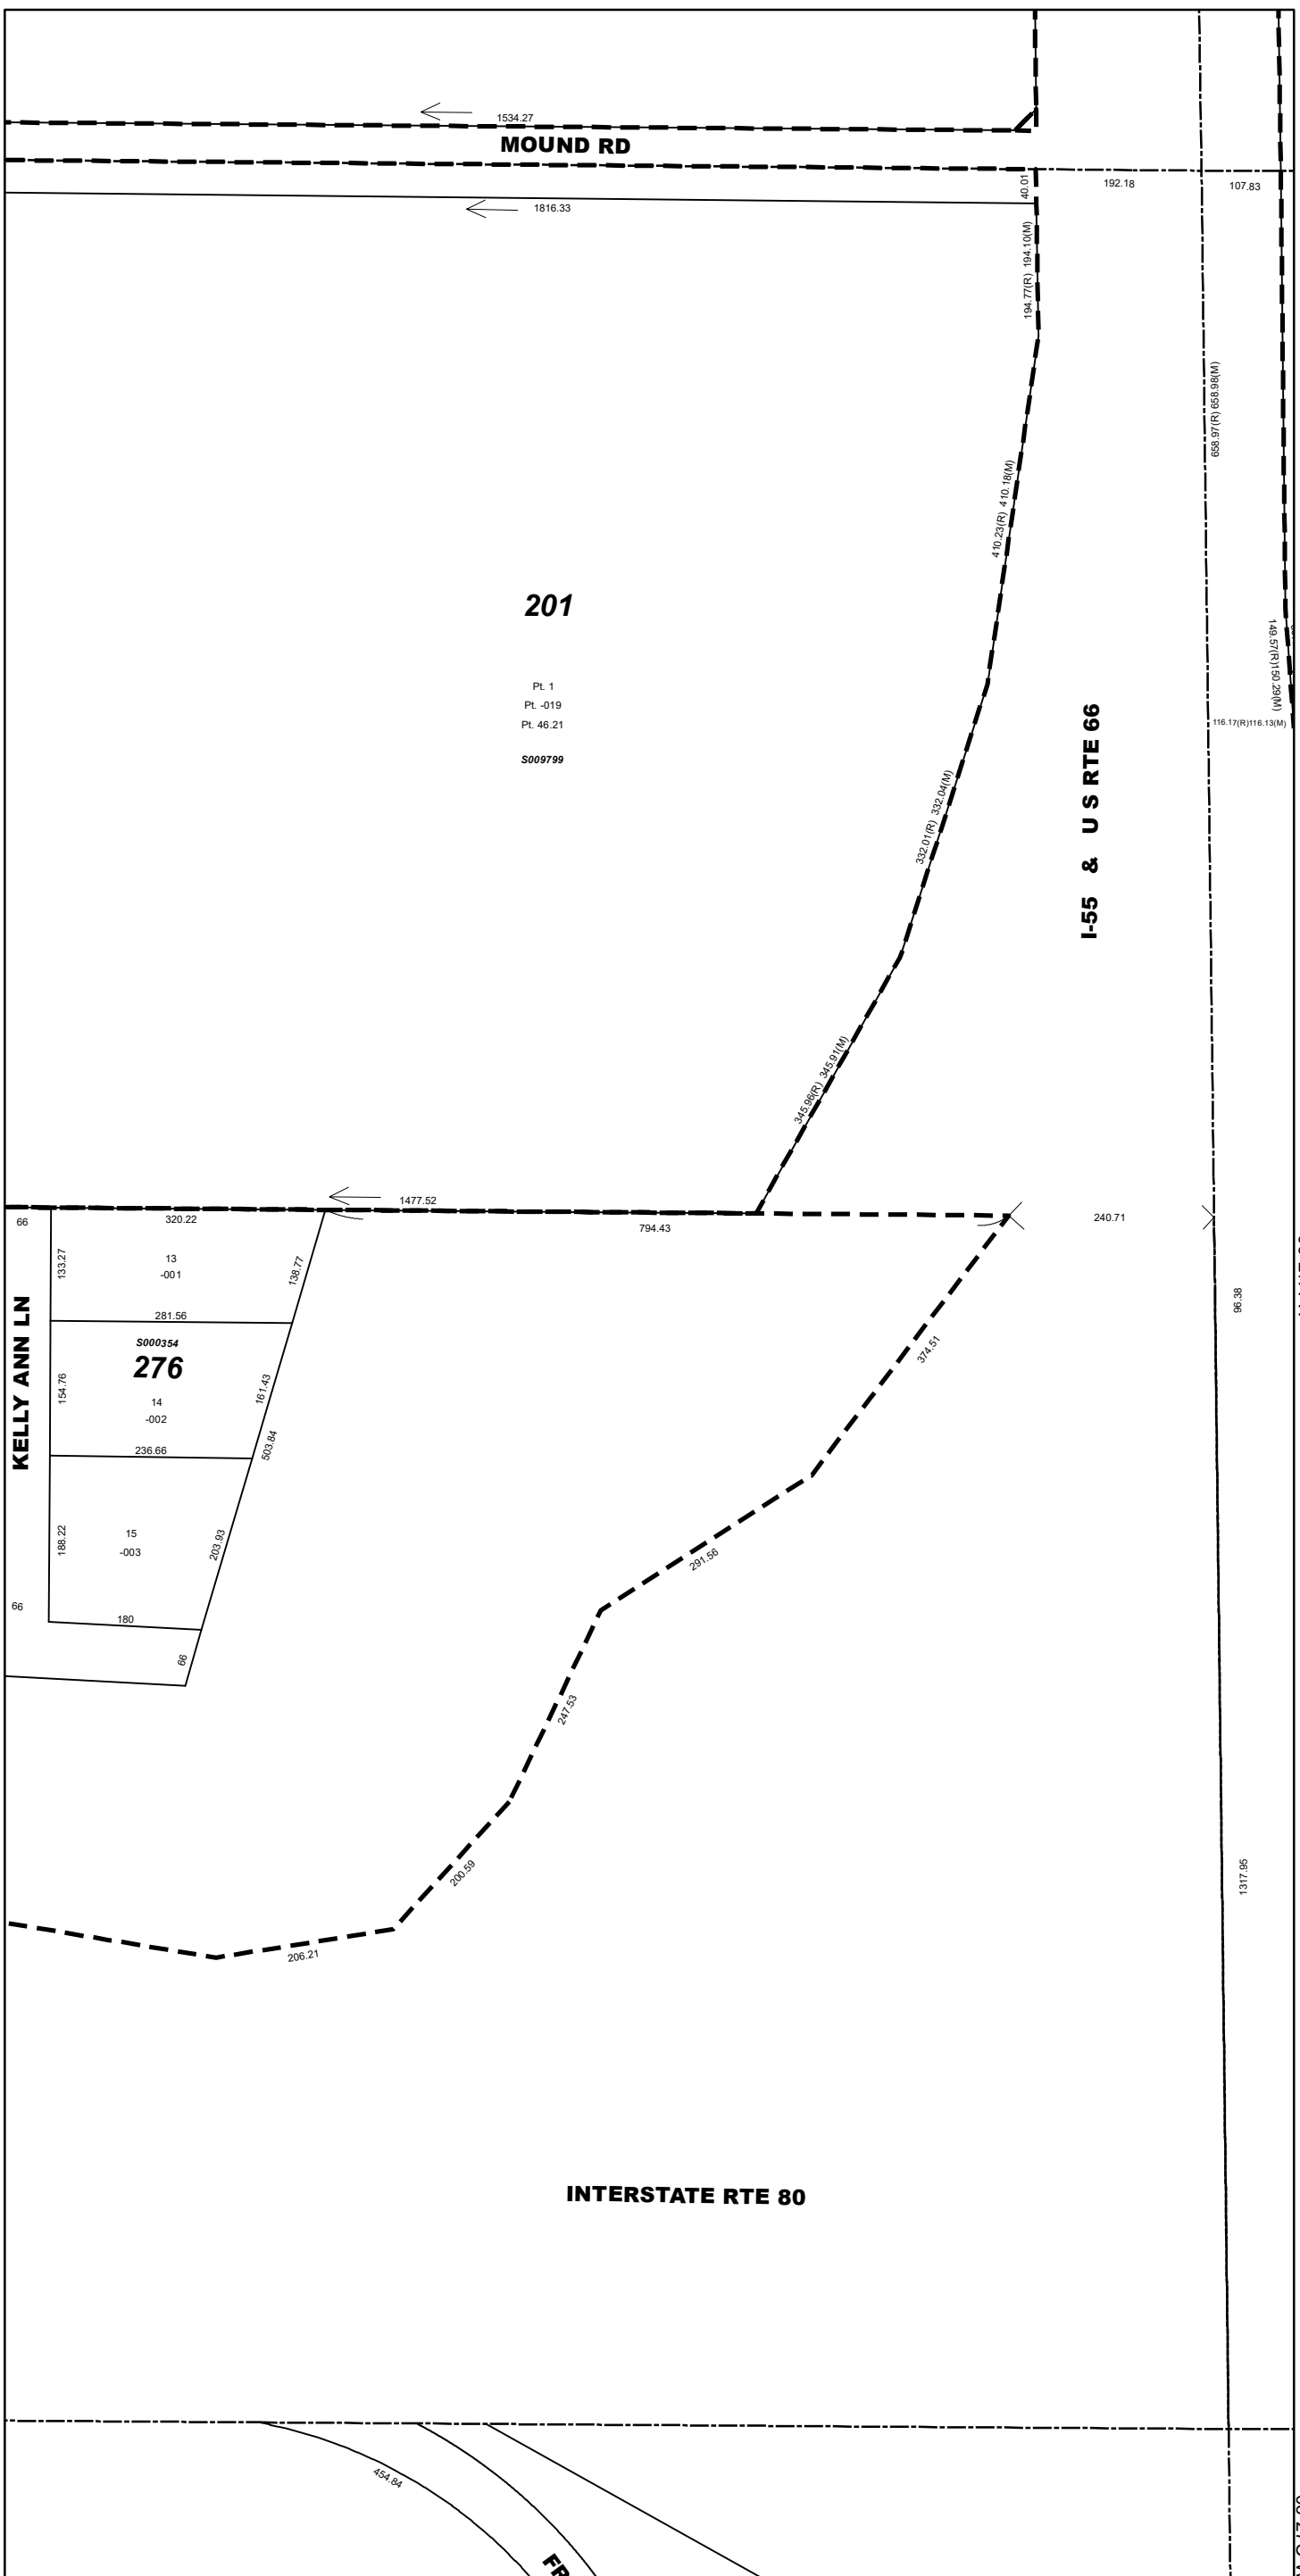 1534.27
MOUND RD
192.18
107.83
40.01
1816.33
194.77(R) 194.10(M)
658.97(R) 658.98(M)
410.23(R) 410.18(M)
201
Pt. 1
Pt. -019
Pt. 46.21
S009799
149.57(R)150.29(M)
116.17(R)116.13(M)
I-55 & U S RTE 66
332.01(R) 332.04(M)
345.96(R) 345.91(M)
1477.52
66
320.22
794.43
240.71
133.27
13
-001
138.77
96.38
281.56
KELLY ANN LN
S000354
276
374.51
154.76
14
-002
161.43
503.84
236.66
188.22
15
-003
203.93
291.56
66
180
66
247.53
200.59
206.21
1317.95
INTERSTATE RTE 80
454.84
FR